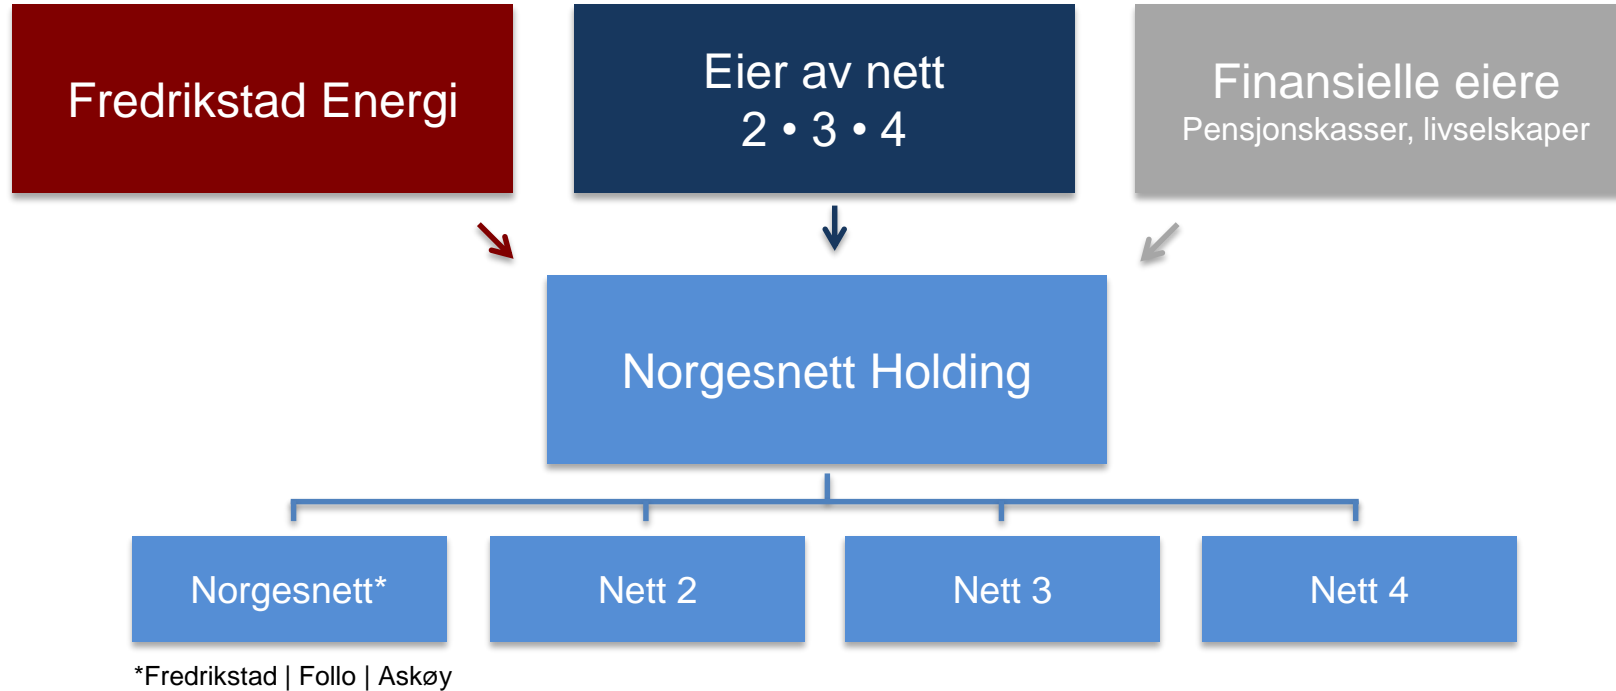 Fredrikstad Energi
Eier av nett
2 • 3 • 4
Finansielle eiere
Pensjonskasser, livselskaper
Norgesnett Holding
Norgesnett*
Nett 2
Nett 3
Nett 4
*Fredrikstad | Follo | Askøy